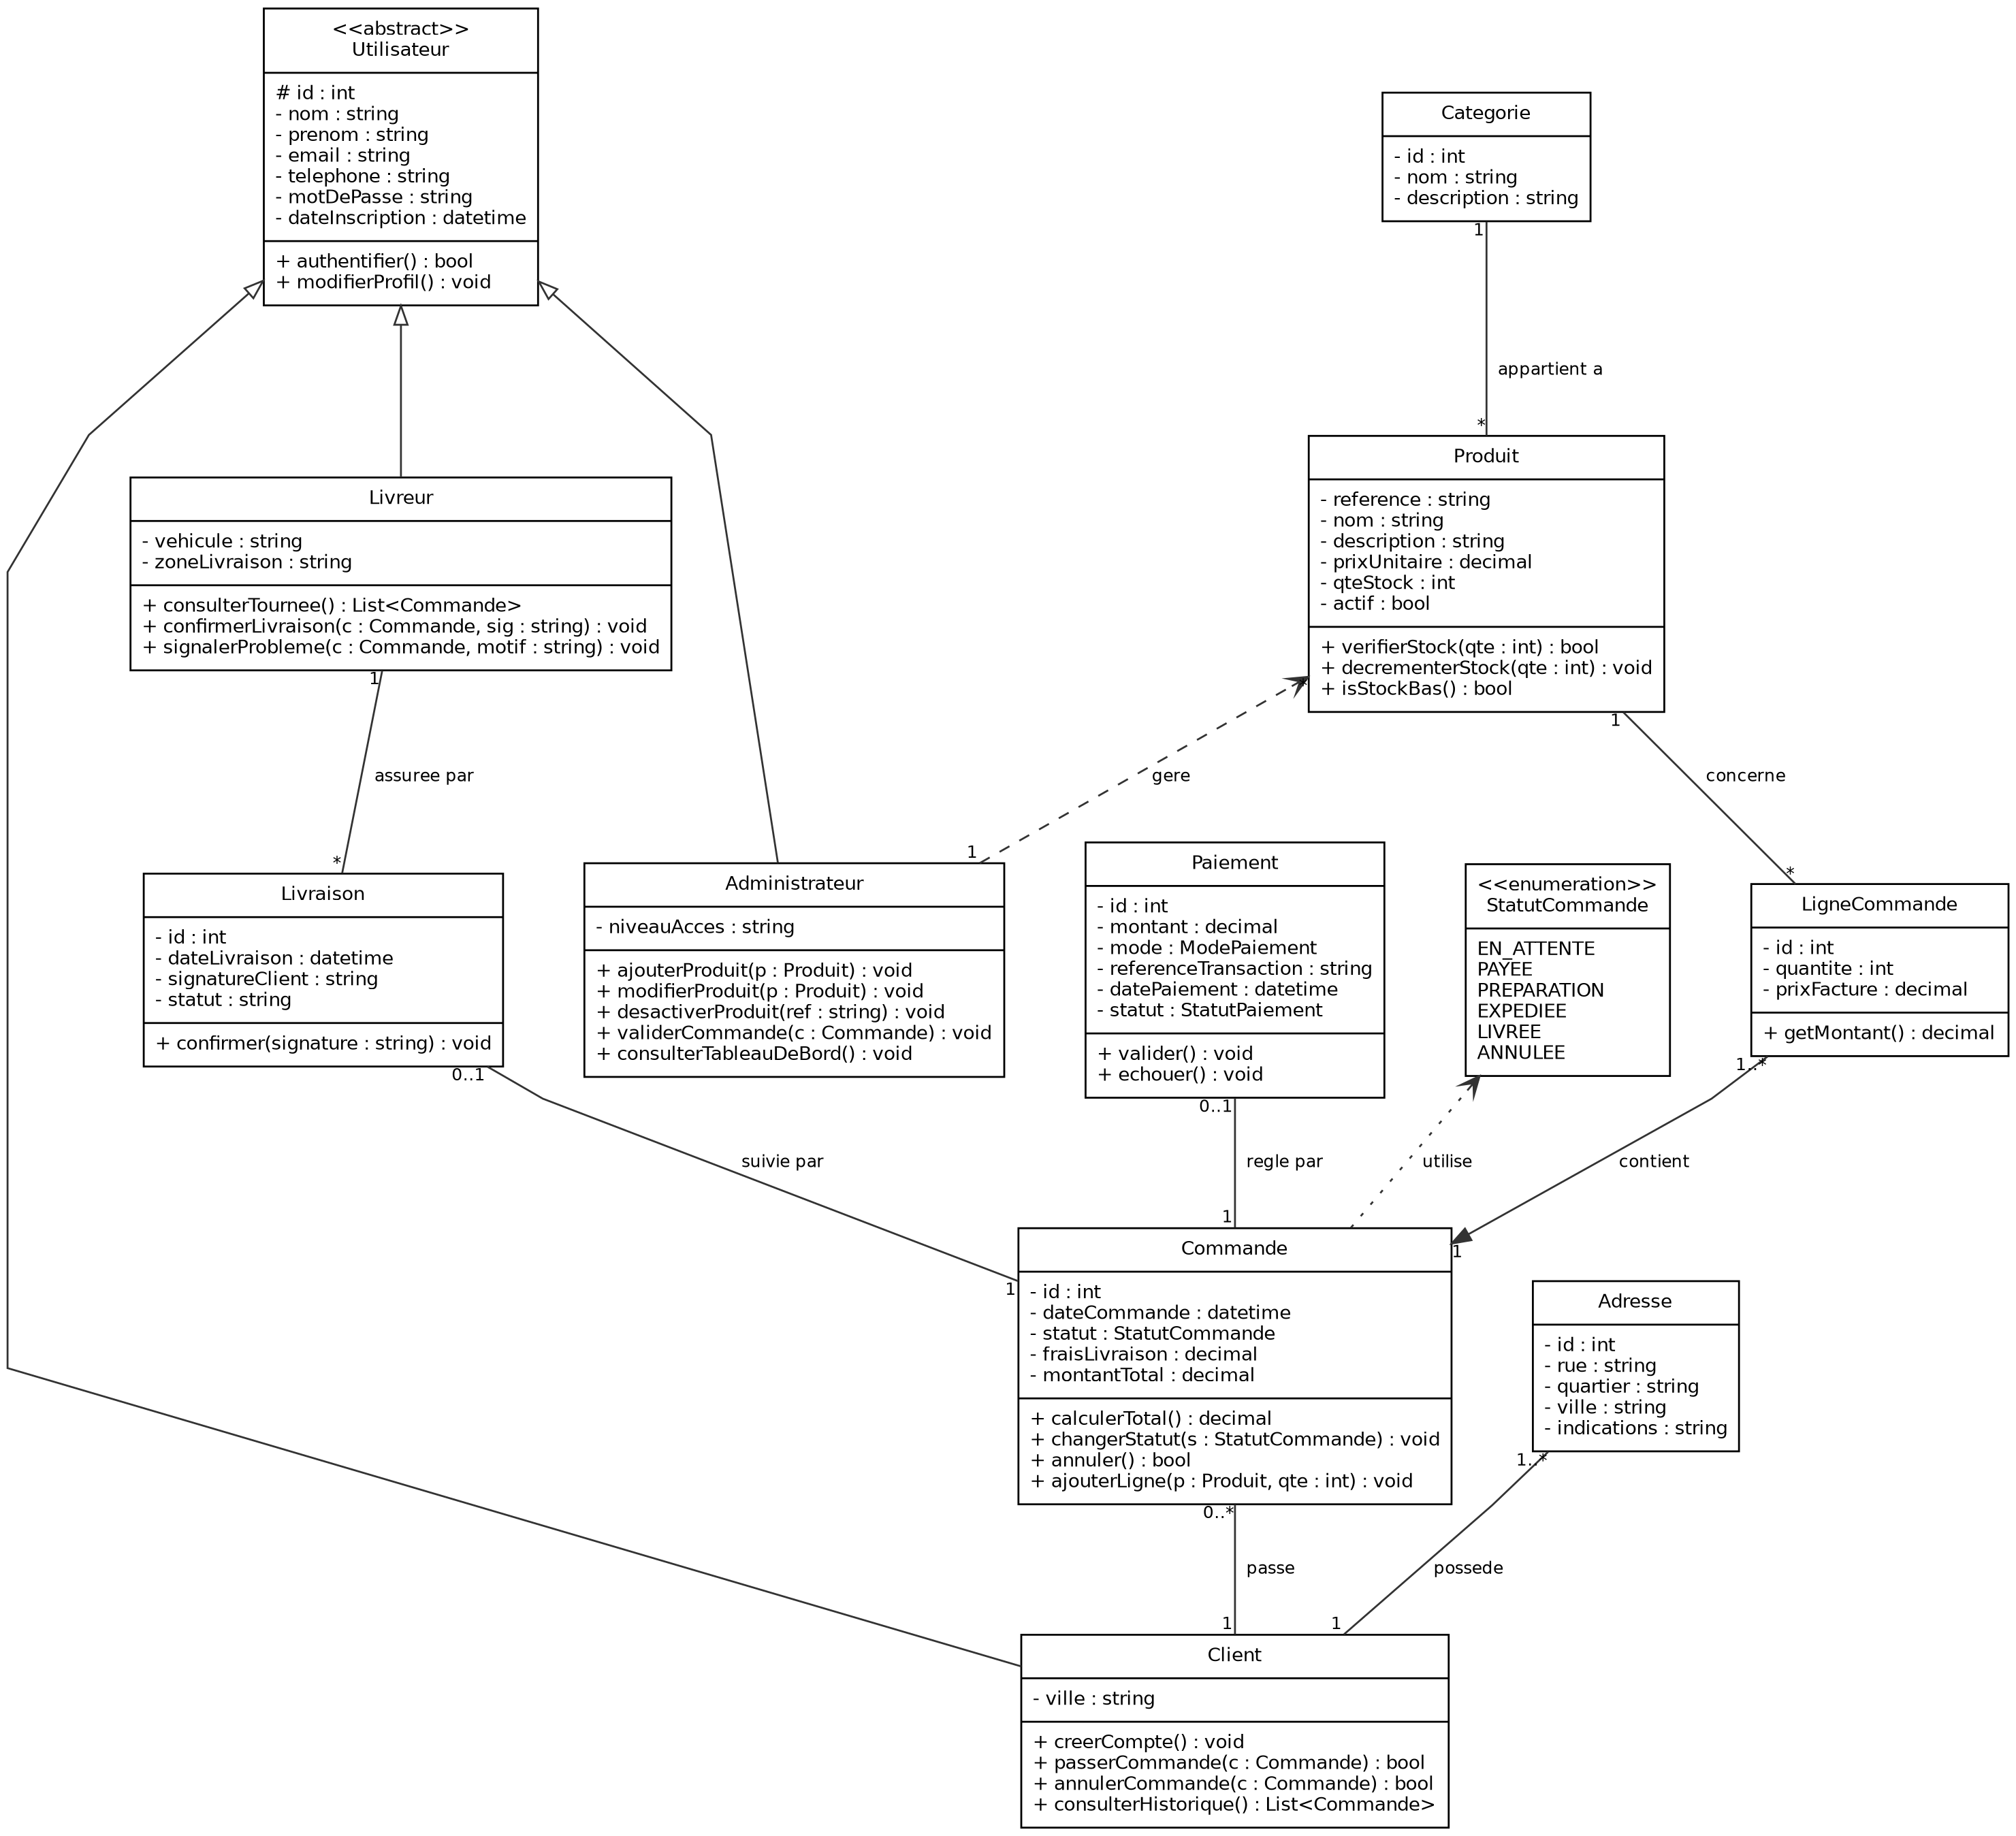 <<abstract>>
Utilisateur
# id : int
- nom : string
- prenom : string
- email : string
- telephone : string
- motDePasse : string
- dateInscription : datetime
+ authentifier() : bool
+ modifierProfil() : void
Categorie
- id : int
- nom : string
- description : string
1
appartient a
*
Livreur
- vehicule : string
- zoneLivraison : string
+ consulterTournee() : List<Commande>
+ confirmerLivraison(c : Commande, sig : string) : void
+ signalerProbleme(c : Commande, motif : string) : void
Produit
- reference : string
- nom : string
- description : string
- prixUnitaire : decimal
- qteStock : int
- actif : bool
+ verifierStock(qte : int) : bool
+ decrementerStock(qte : int) : void
+ isStockBas() : bool
1
assuree par
*
*
gere
1
1
concerne
*
Livraison
- id : int
- dateLivraison : datetime
- signatureClient : string
- statut : string
+ confirmer(signature : string) : void
Administrateur
- niveauAcces : string
+ ajouterProduit(p : Produit) : void
+ modifierProduit(p : Produit) : void
+ desactiverProduit(ref : string) : void
+ validerCommande(c : Commande) : void
+ consulterTableauDeBord() : void
Paiement
- id : int
- montant : decimal
- mode : ModePaiement
- referenceTransaction : string
- datePaiement : datetime
- statut : StatutPaiement
+ valider() : void
+ echouer() : void
<<enumeration>>
StatutCommande
EN_ATTENTE
PAYEE
PREPARATION
EXPEDIEE
LIVREE
ANNULEE
LigneCommande
- id : int
- quantite : int
- prixFacture : decimal
+ getMontant() : decimal
0..1
suivie par
1
0..1
regle par
1
utilise
1..*
contient
1
Commande
- id : int
- dateCommande : datetime
- statut : StatutCommande
- fraisLivraison : decimal
- montantTotal : decimal
+ calculerTotal() : decimal
+ changerStatut(s : StatutCommande) : void
+ annuler() : bool
+ ajouterLigne(p : Produit, qte : int) : void
Adresse
- id : int
- rue : string
- quartier : string
- ville : string
- indications : string
0..*
passe
1
1..*
possede
1
Client
- ville : string
+ creerCompte() : void
+ passerCommande(c : Commande) : bool
+ annulerCommande(c : Commande) : bool
+ consulterHistorique() : List<Commande>